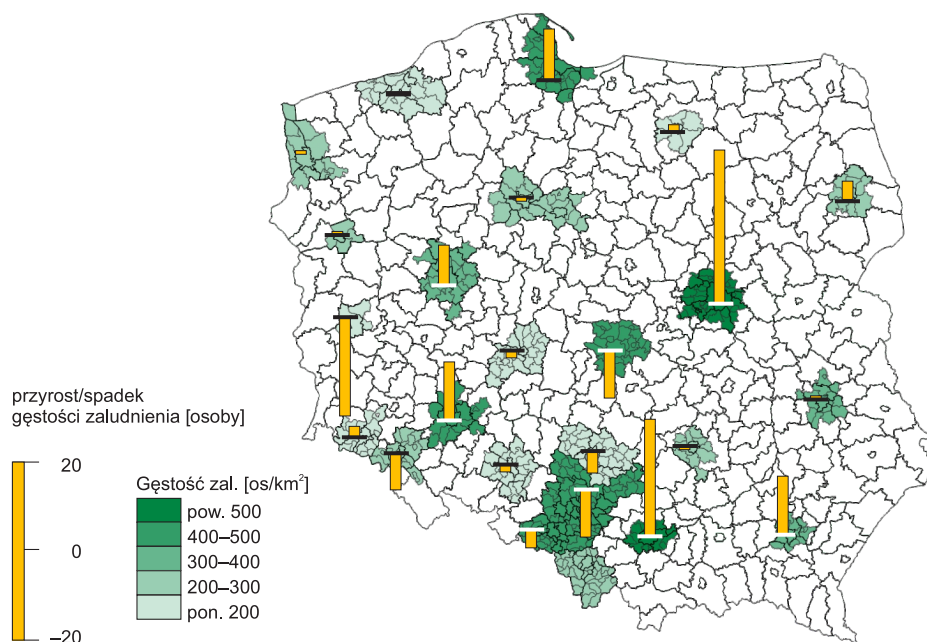 przyrost/spadek
gęstości zaludnienia [osoby]
20
0
–20
Gęstość zal. [os/km²]
pow. 500
400–500
300–400
200–300
pon. 200